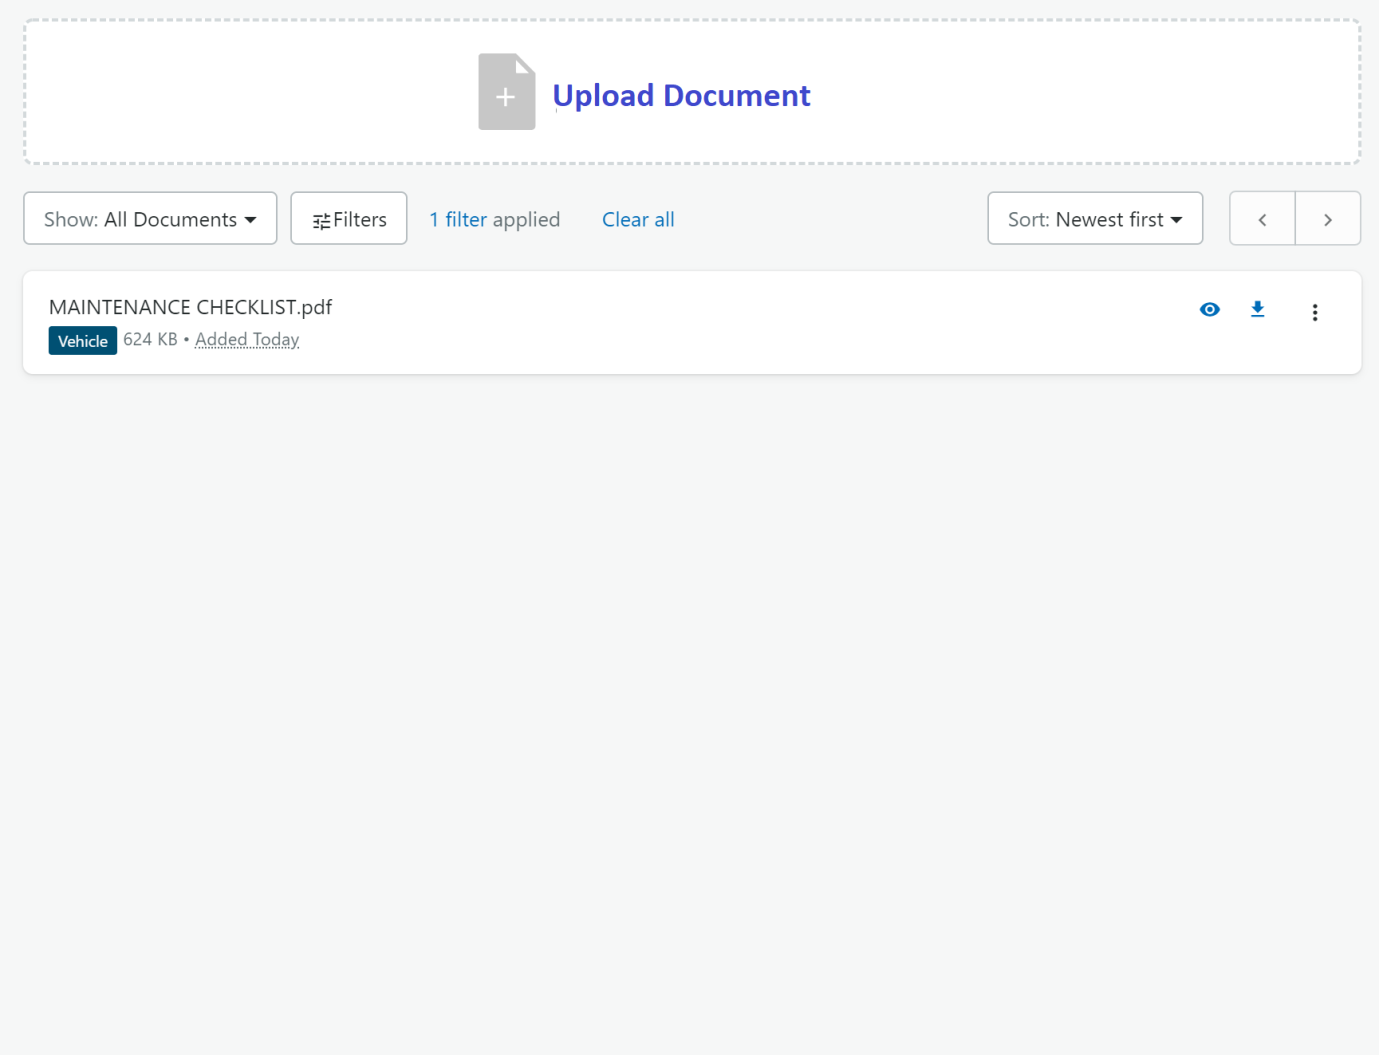 Upload Document
Show: All Documents Filters 1 filter applied Clear all Sort: Newest first
MAINTENANCE CHECKLIST.pdf
Vehicle 624 KB • Added Today